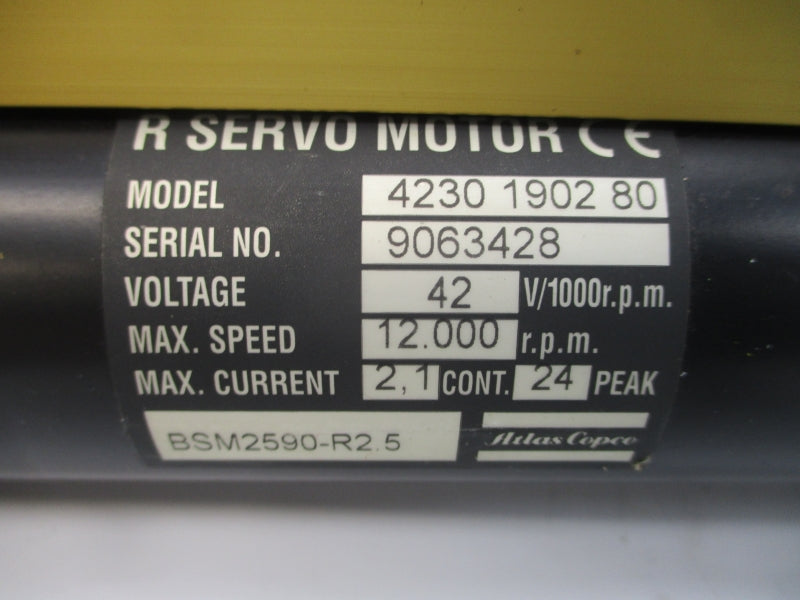 R SERVO MOTOR CE
MODEL 4230 1902 80
SERIAL NO. 9063428
VOLTAGE 42 V/1000r.p.m.
MAX. SPEED 12.000 r.p.m.
MAX. CURRENT 2,1 CONT. 24 PEAK
BSM2590-R2.5 Atlas Copco